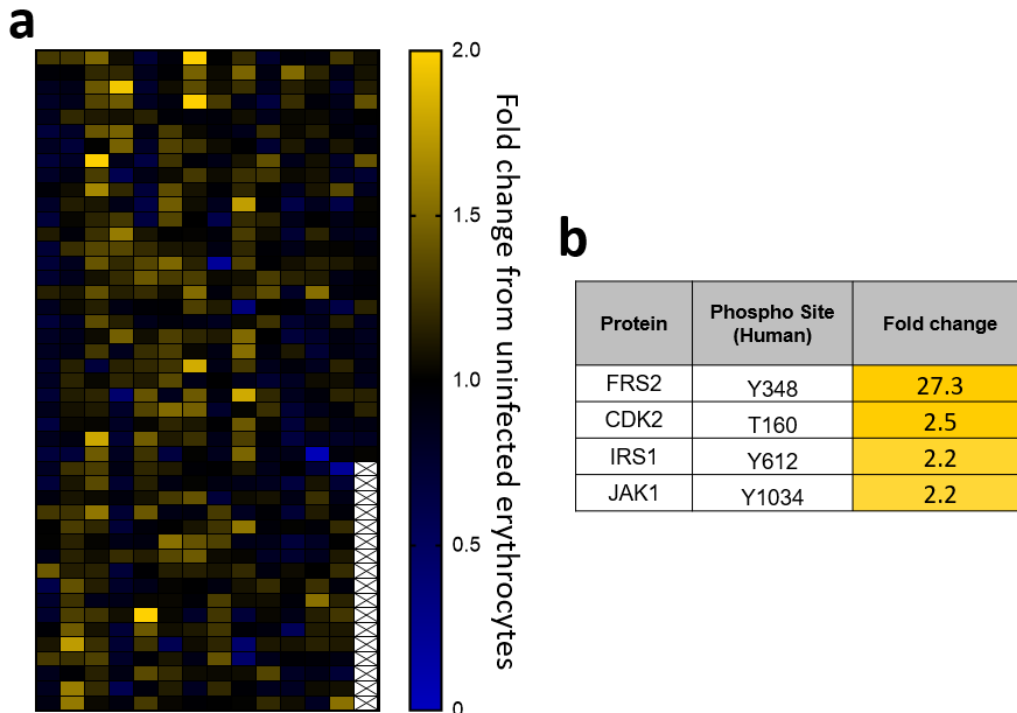 a
2.0
1.5
1.0
0.5
0
Fold change from uninfected erythrocytes
b
Protein Phospho Site (Human) Fold change
FRS2 Y348 27.3
CDK2 T160 2.5
IRS1 Y612 2.2
JAK1 Y1034 2.2